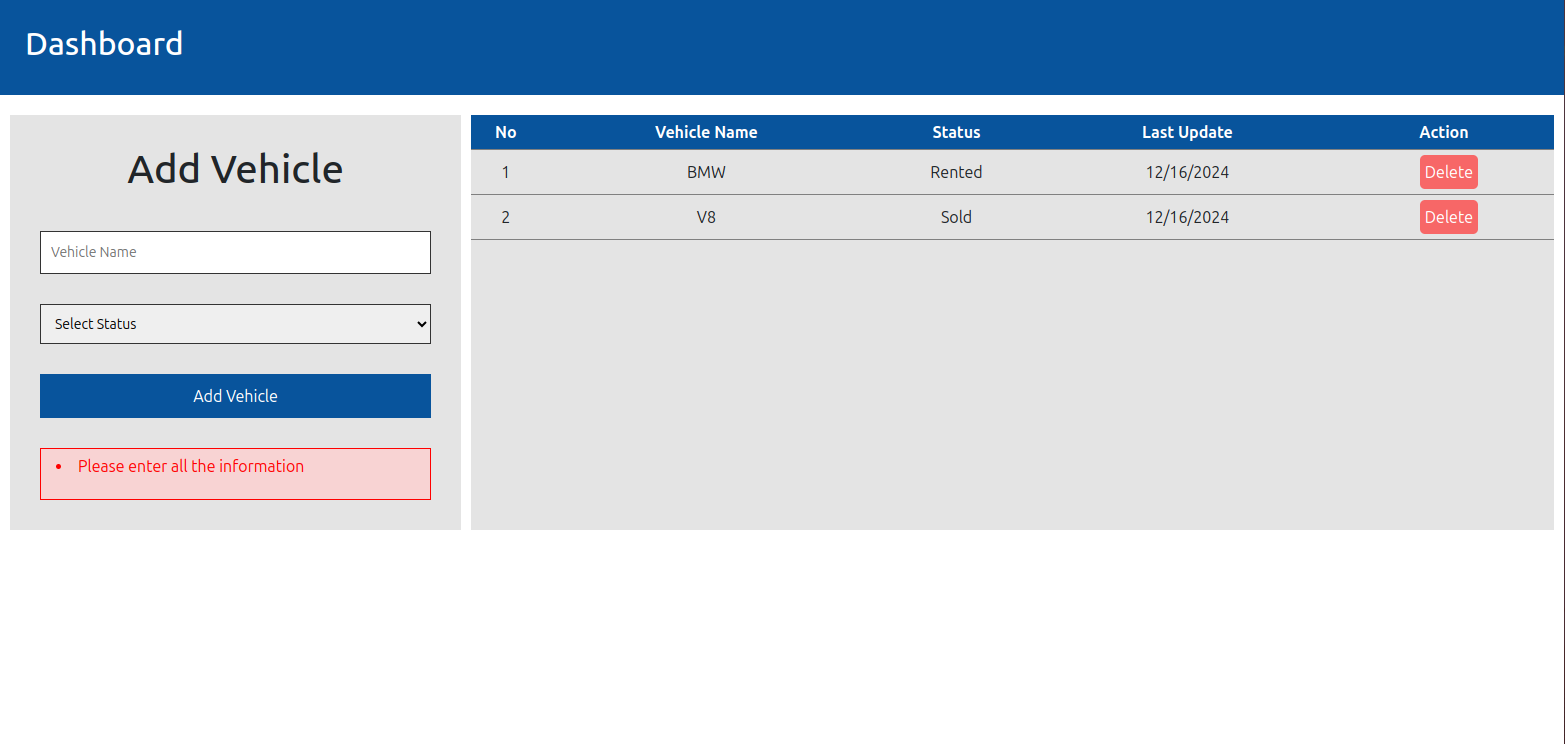 Dashboard
Add Vehicle
Vehicle Name
Select Status
Add Vehicle
Please enter all the information
No Vehicle Name Status Last Update Action
1 BMW Rented 12/16/2024 Delete
2 V8 Sold 12/16/2024 Delete